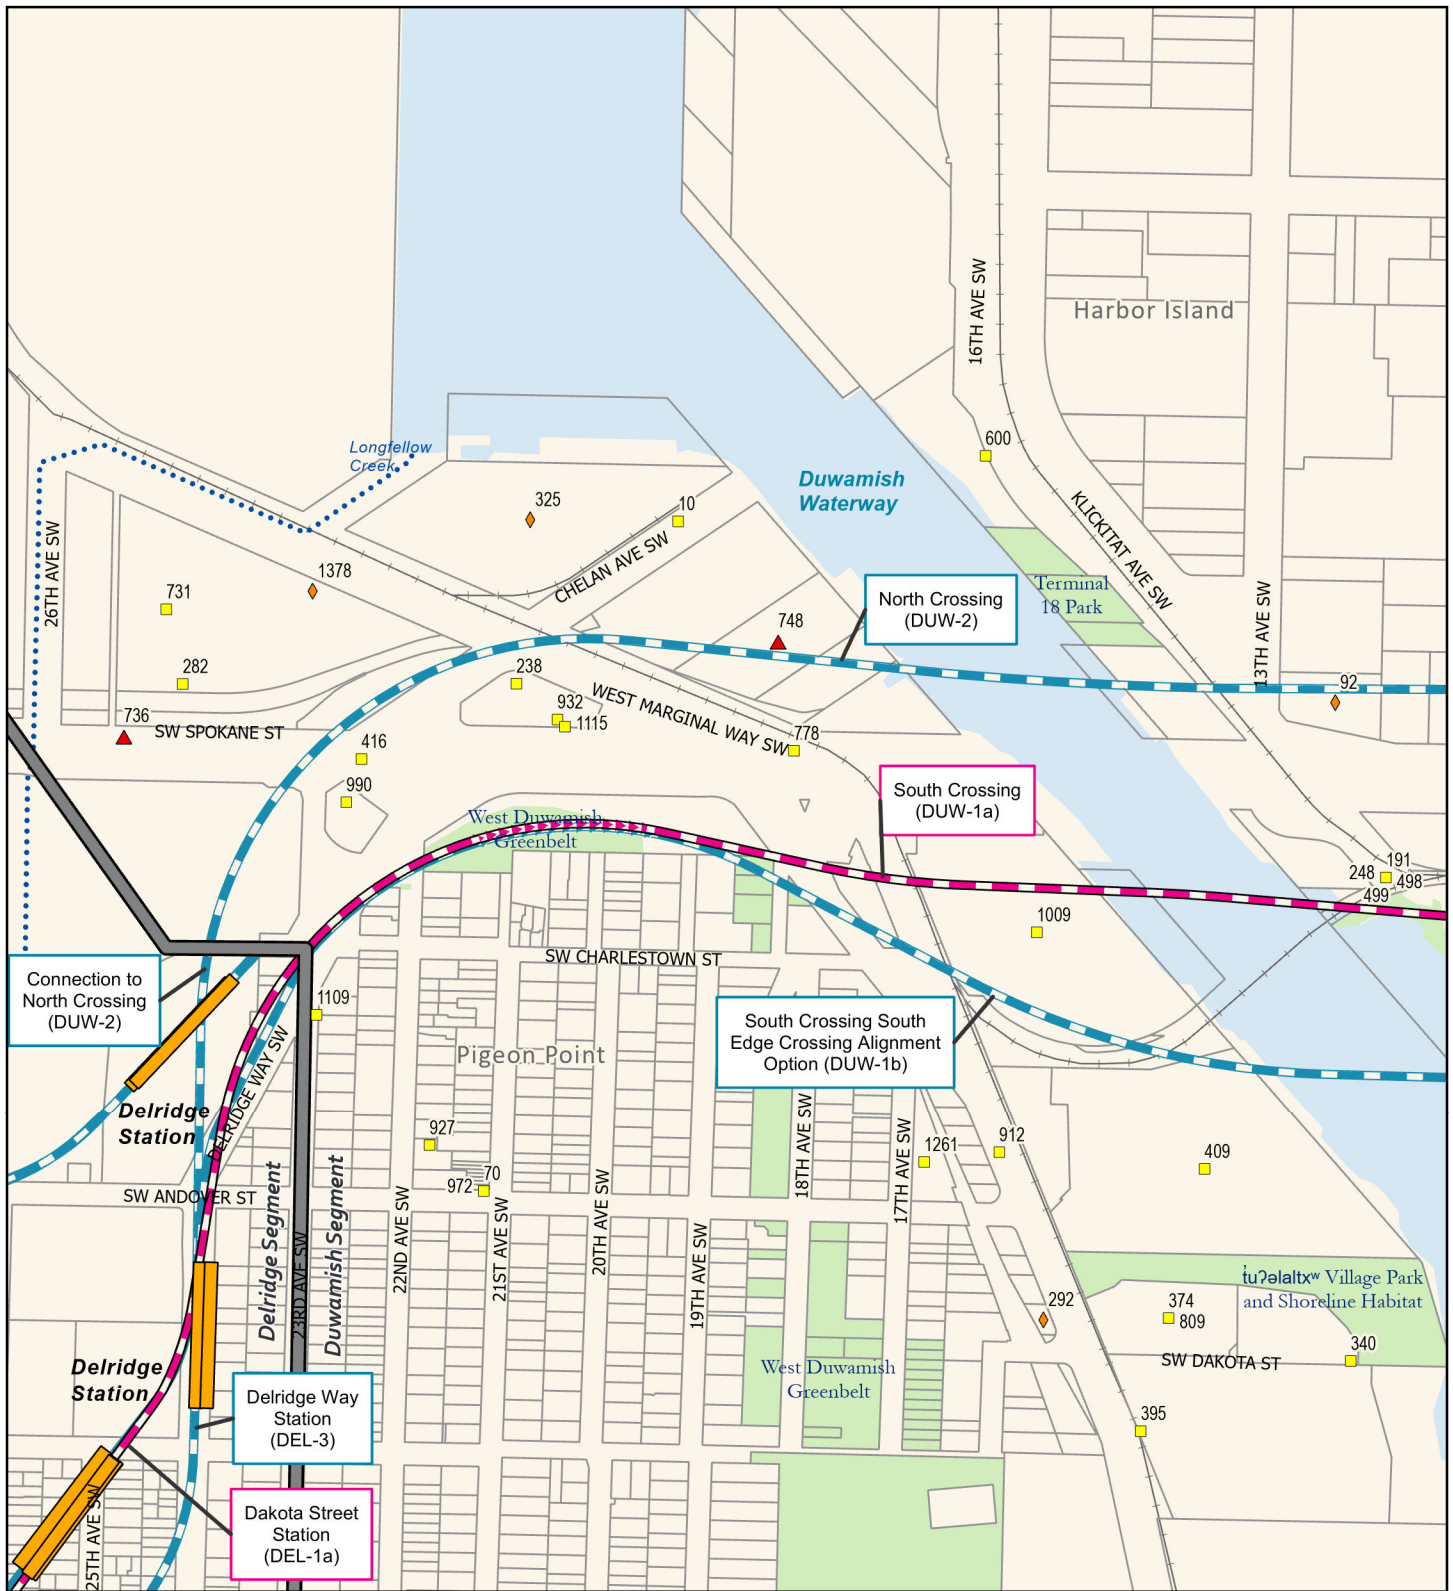 16TH AVE SW
Harbor Island
600
Longfellow
Creek
Duwamish
Waterway
325
10
KLICKITAT AVE SW
26TH AVE SW
CHELAN AVE SW
1378
731
North Crossing
(DUW-2)
Terminal
18 Park
13TH AVE SW
748
282
238
92
WEST MARGINAL WAY SW
932
1115
736
SW SPOKANE ST
778
416
990
South Crossing
(DUW-1a)
West Duwamish
Greenbelt
191
248
498
499
1009
SW CHARLESTOWN ST
Connection to
North Crossing
(DUW-2)
1109
South Crossing South
Edge Crossing Alignment
Option (DUW-1b)
Pigeon Point
DELRIDGE WAY SW
Delridge
Station
927
18TH AVE SW
17TH AVE SW
1261
912
409
70
972
SW ANDOVER ST
Delridge Segment
23RD AVE SW
Duwamish Segment
22ND AVE SW
21ST AVE SW
20TH AVE SW
19TH AVE SW
t̓uʔəlaltxʷ Village Park
and Shoreline Habitat
292
374
809
340
SW DAKOTA ST
Delridge
Station
West Duwamish
Greenbelt
Delridge Way
Station
(DEL-3)
395
25TH AVE SW
Dakota Street
Station
(DEL-1a)